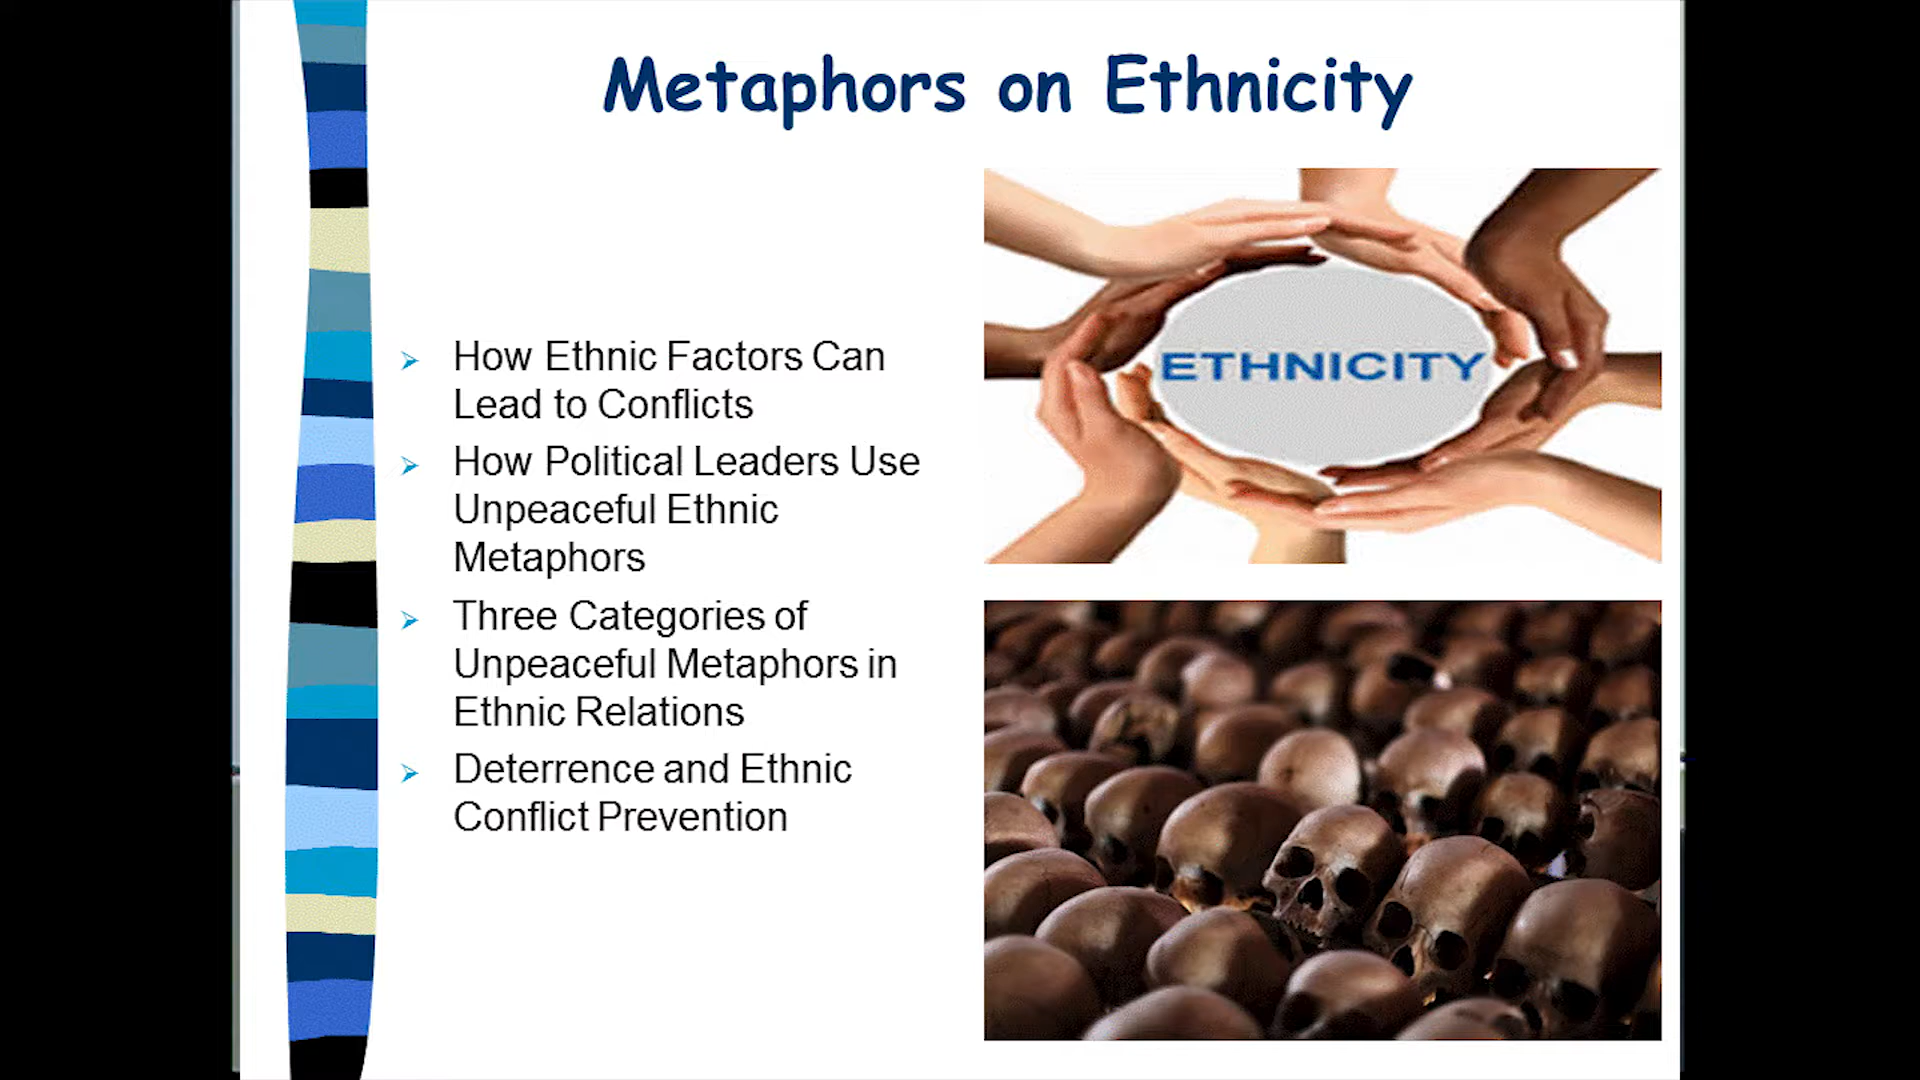 Metaphors on Ethnicity
How Ethnic Factors Can
Lead to Conflicts
How Political Leaders Use
Unpeaceful Ethnic
Metaphors
Three Categories of
Unpeaceful Metaphors in
Ethnic Relations
Deterrence and Ethnic
Conflict Prevention
ETHNICITY